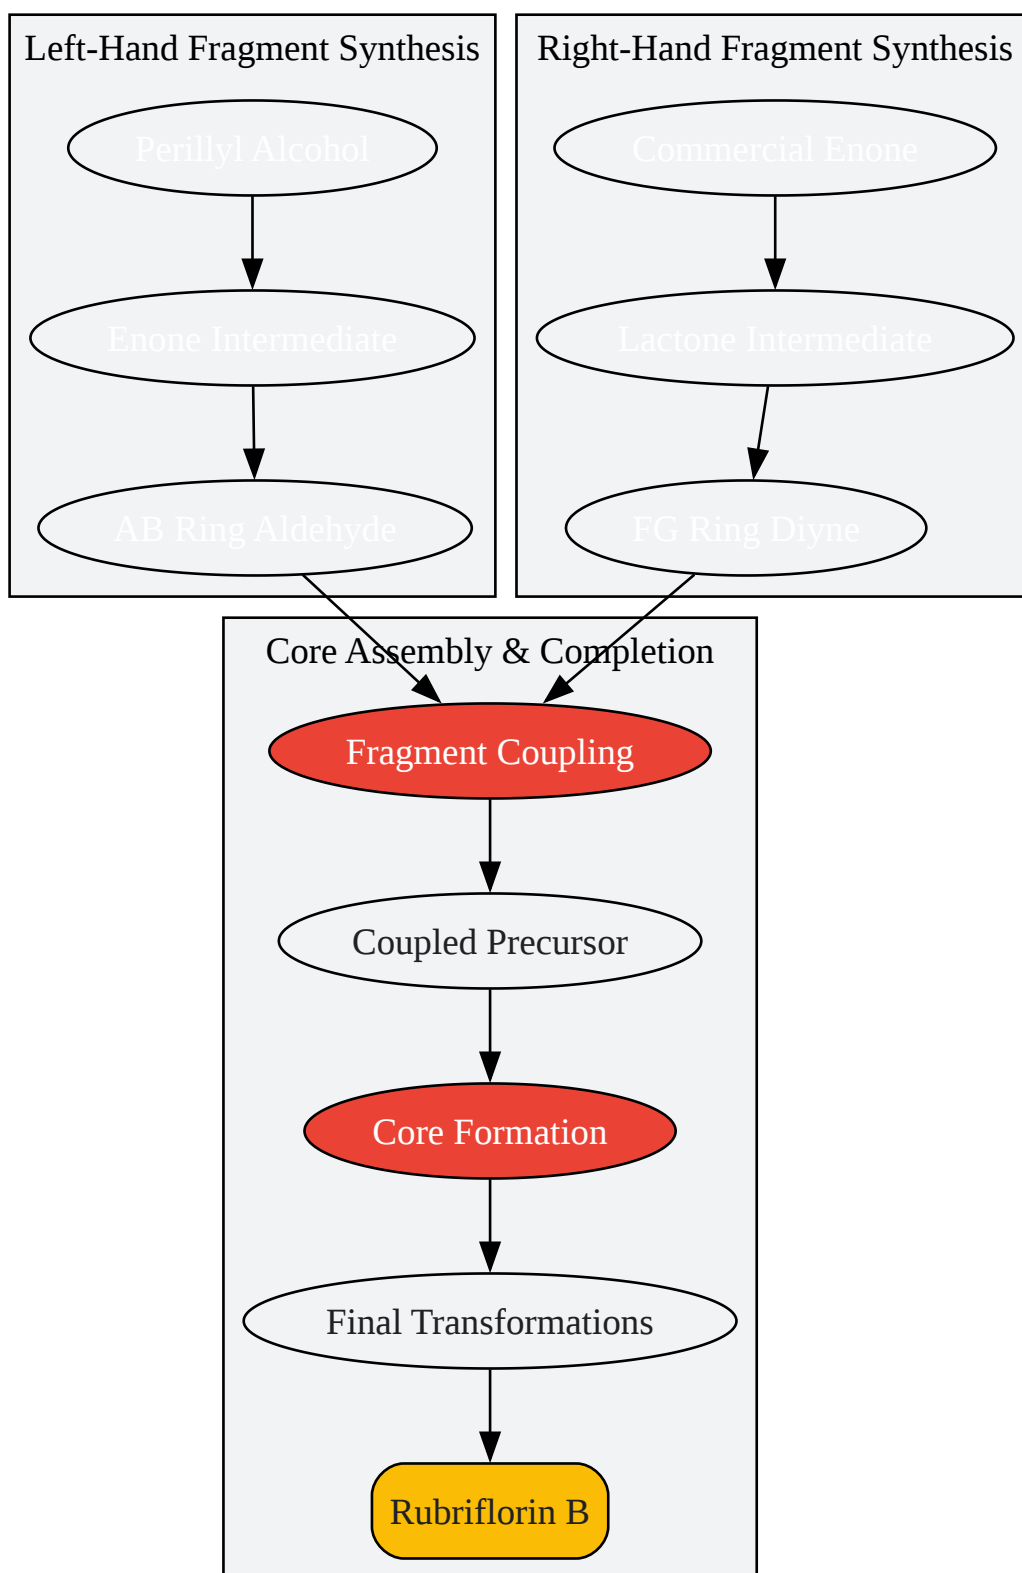 Left-Hand Fragment Synthesis
Perillyl Alcohol
Enone Intermediate
AB Ring Aldehyde
Right-Hand Fragment Synthesis
Commercial Enone
Lactone Intermediate
FG Ring Diyne
Core Assembly & Completion
Fragment Coupling
Coupled Precursor
Core Formation
Final Transformations
Rubriflorin B